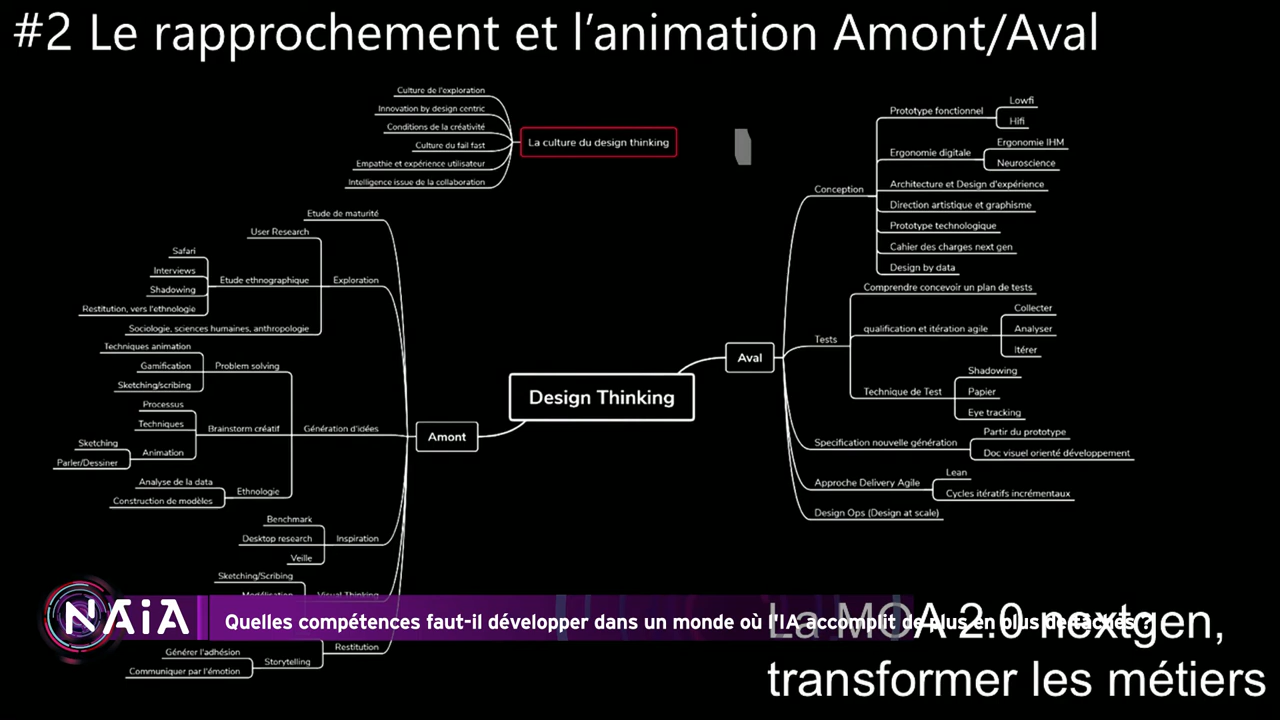 #2 Le rapprochement et l’animation Amont/Aval
Culture de l'exploration
Innovation by design centric
Conditions de la créativité
Culture du fail fast
Empathie et expérience utilisateur
Intelligence issue de la collaboration
La culture du design thinking
Design Thinking
Amont
Etude de maturité
Exploration
User Research
Etude ethnographique
Safari
Interviews
Shadowing
Restitution, vers l'ethnologie
Sociologie, sciences humaines, anthropologie
Génération d'idées
Problem solving
Techniques animation
Gamification
Sketching/scribing
Brainstorm créatif
Processus
Techniques
Animation
Sketching
Parler/Dessiner
Ethnologie
Analyse de la data
Construction de modèles
Inspiration
Benchmark
Desktop research
Veille
Visual Thinking
Sketching/Scribing
Modélisation
Restitution
Storytelling
Générer l'adhésion
Communiquer par l'émotion
Aval
Conception
Prototype fonctionnel
Lowfi
Hifi
Ergonomie digitale
Ergonomie IHM
Neuroscience
Architecture et Design d'expérience
Direction artistique et graphisme
Prototype technologique
Cahier des charges next gen
Design by data
Tests
Comprendre concevoir un plan de tests
qualification et itération agile
Collecter
Analyser
Itérer
Technique de Test
Shadowing
Papier
Eye tracking
Specification nouvelle génération
Partir du prototype
Doc visuel orienté développement
Approche Delivery Agile
Lean
Cycles itératifs incrémentaux
Design Ops (Design at scale)
NAiA
Quelles compétences faut-il développer dans un monde où l'IA accomplit de plus en plus de tâches ?
La MOA 2.0 nextgen,
transformer les métiers